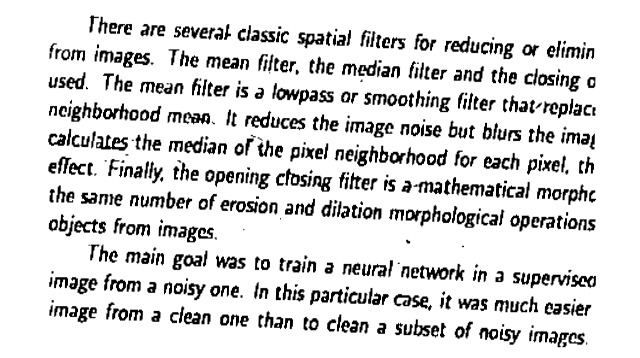 There are several classic spatial filters for reducing or elimin
from images. The mean filter, the median filter and the closing o
used. The mean filter is a lowpass or smoothing filter that replac
neighborhood mean. It reduces the image noise but blurs the imag
calculates the median of the pixel neighborhood for each pixel, th
effect. Finally, the opening closing filter is a mathematical morpho
the same number of erosion and dilation morphological operations
objects from images.
The main goal was to train a neural network in a supervised
image from a noisy one. In this particular case, it was much easier
image from a clean one than to clean a subset of noisy images.